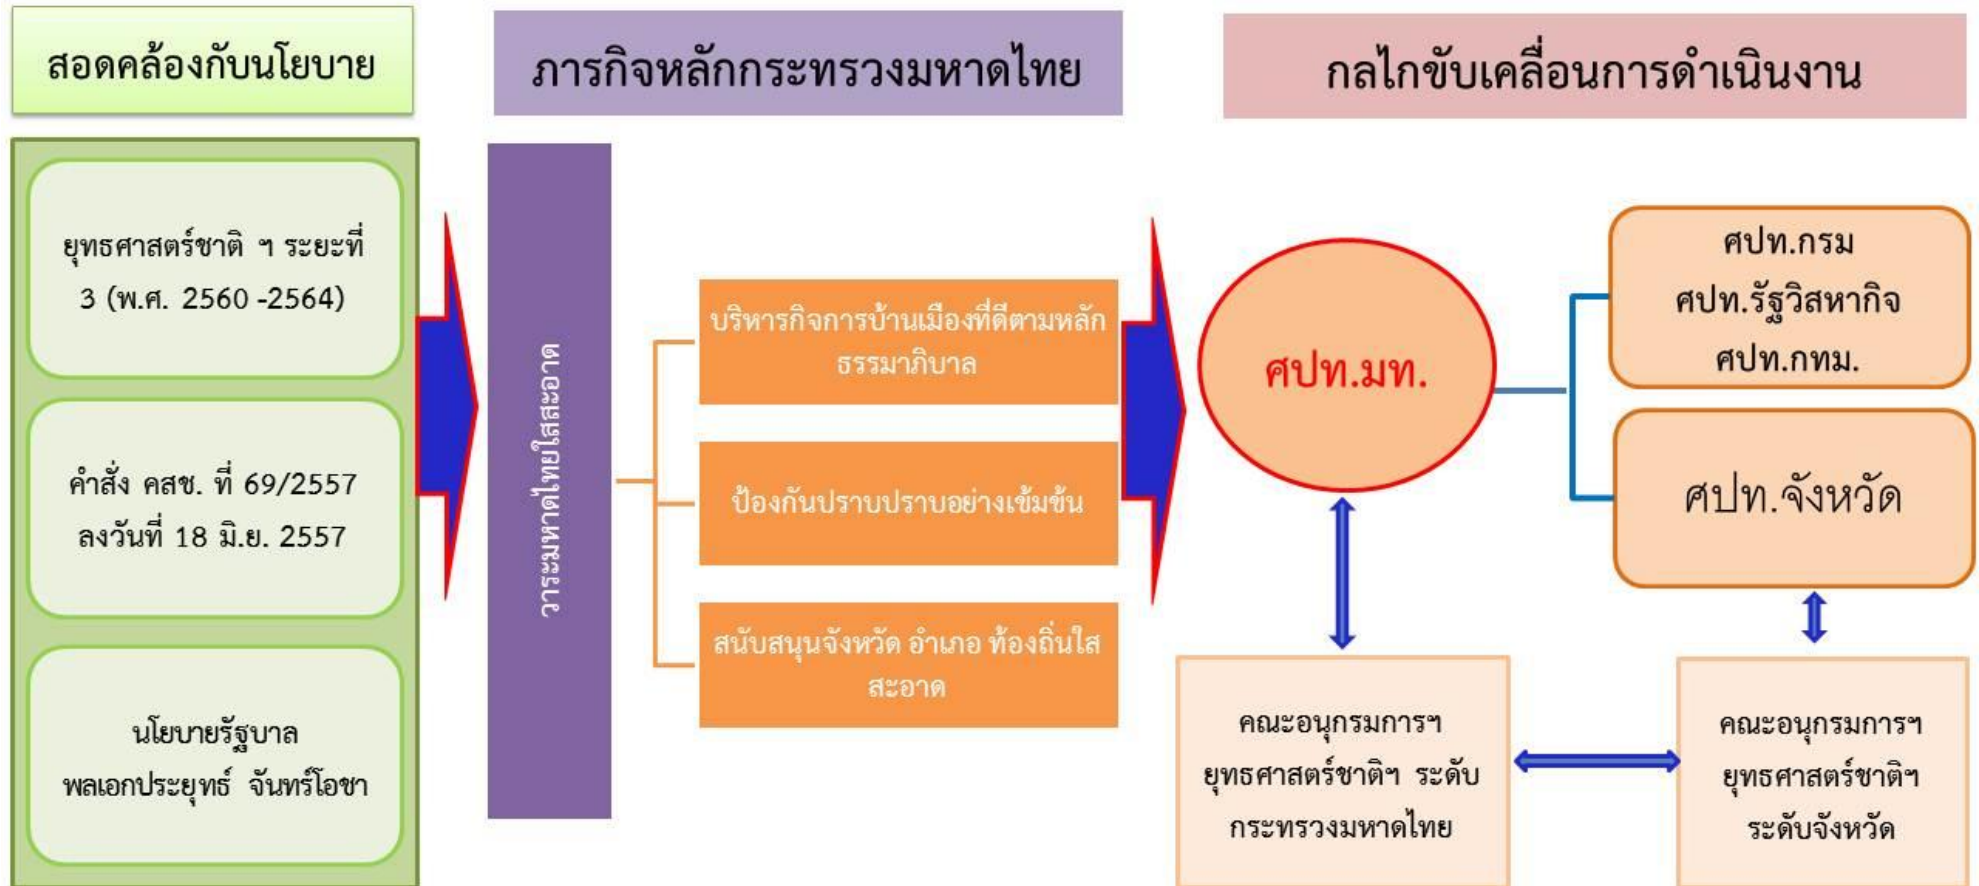 สอดคล้องกับนโยบาย
ยุทธศาสตร์ชาติ ฯ ระยะที่
3 (พ.ศ. 2560 -2564)
คำสั่ง คสช. ที่ 69/2557
ลงวันที่ 18 มิ.ย. 2557
นโยบายรัฐบาล
พลเอกประยุทธ์ จันทร์โอชา
ภารกิจหลักกระทรวงมหาดไทย
วาระมหาดไทยใสสะอาด
บริหารกิจการบ้านเมืองที่ดีตามหลัก
ธรรมาภิบาล
ป้องกันปราบปราบอย่างเข้มข้น
สนับสนุนจังหวัด อำเภอ ท้องถิ่นใส
สะอาด
กลไกขับเคลื่อนการดำเนินงาน
ศปท.มท.
ศปท.กรม
ศปท.รัฐวิสหากิจ
ศปท.กทม.
ศปท.จังหวัด
คณะอนุกรมการฯ
ยุทธศาสตร์ชาติฯ ระดับ
กระทรวงมหาดไทย
คณะอนุกรมการฯ
ยุทธศาสตร์ชาติฯ
ระดับจังหวัด